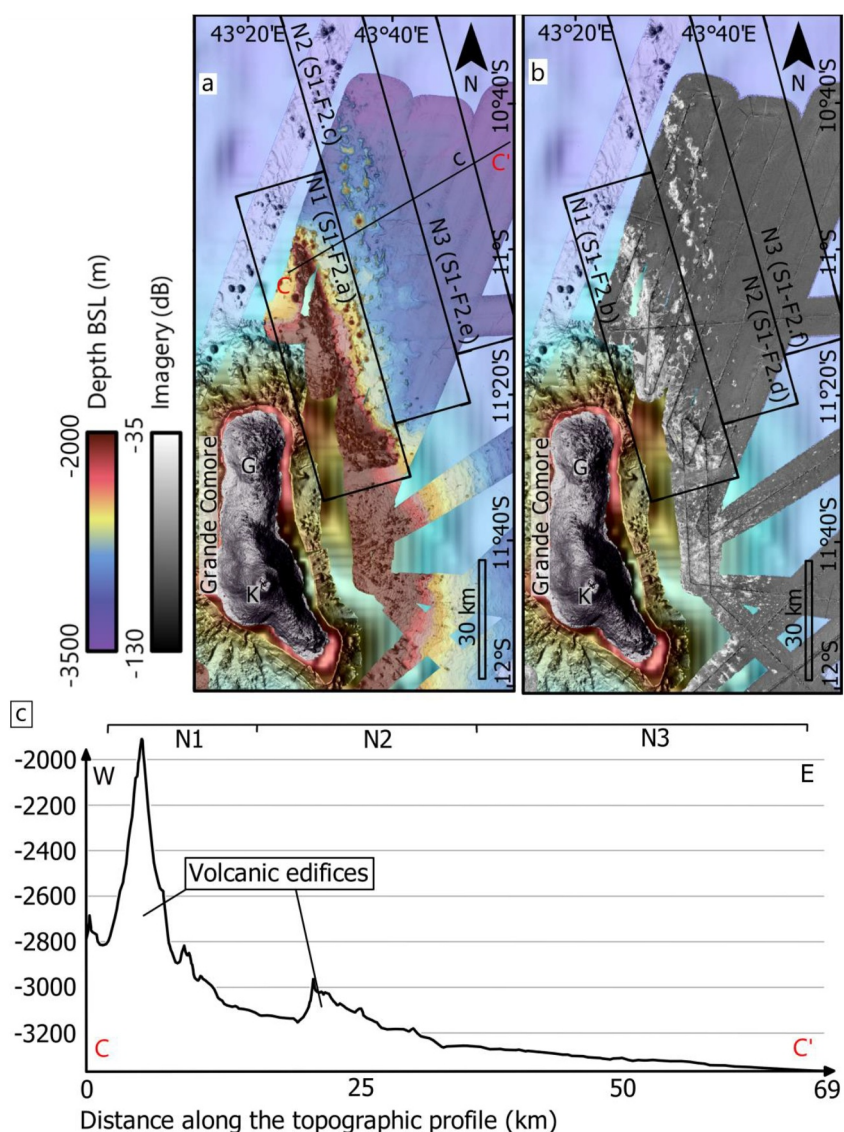 43°20'E 43°40'E
a
N
N2 (S1-F2.c)
N1 (S1-F2.a)
N3 (S1-F2.e)
C
C'
c
10°40'S
11°S
11°20'S
11°40'S
12°S
Grande Comore
G
K
30 km
43°20'E 43°40'E
b
N
N1 (S1-F2.b)
N3 (S1-F2.f)
N2 (S1-F2.d)
10°40'S
11°S
11°20'S
11°40'S
12°S
Grande Comore
G
K
30 km
Depth BSL (m)
-2000
-3500
Imagery (dB)
-35
-130
c
N1 N2 N3
W E
-2000
-2200
-2400
-2600
-2800
-3000
-3200
Volcanic edifices
C C'
0 25 50 69
Distance along the topographic profile (km)